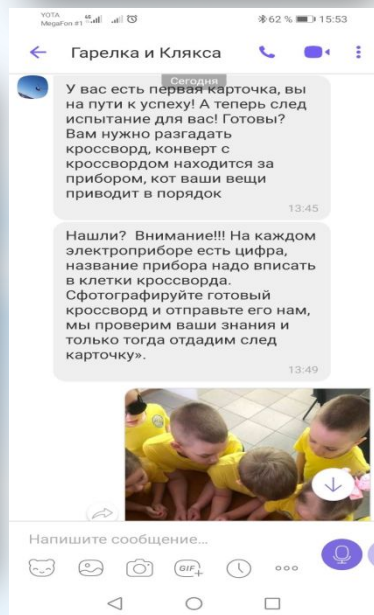 YOTA
MegaFon #1
62 % 15:53
Гарелка и Клякса
Сегодня
У вас есть первая карточка, вы
на пути к успеху! А теперь след
испытание для вас! Готовы?
Вам нужно разгадать
кроссворд, конверт с
кроссвордом находится за
прибором, кот ваши вещи
приводит в порядок
13:45
Нашли? Внимание!!! На каждом
электроприборе есть цифра,
название прибора надо вписать
в клетки кроссворда.
Сфотографируйте готовый
кроссворд и отправьте его нам,
мы проверим ваши знания и
только тогда отдадим след
карточку».
13:49
Напишите сообщение...
GIF